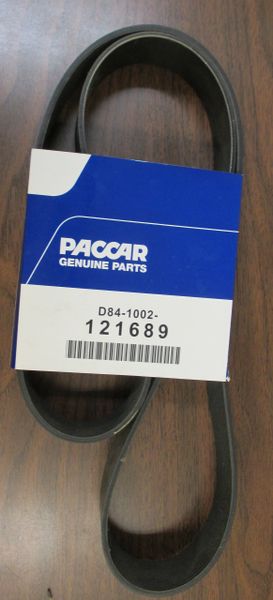 PACCAR
GENUINE PARTS
D84-1002-
121689